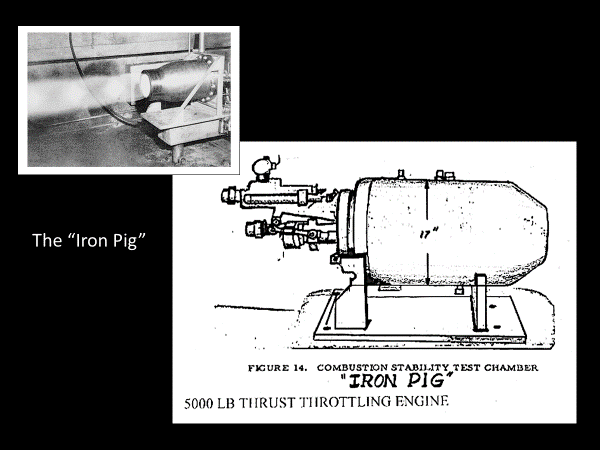 The “Iron Pig”
17"
FIGURE 14. COMBUSTION STABILITY TEST CHAMBER
"IRON PIG"
5000 LB THRUST THROTTLING ENGINE